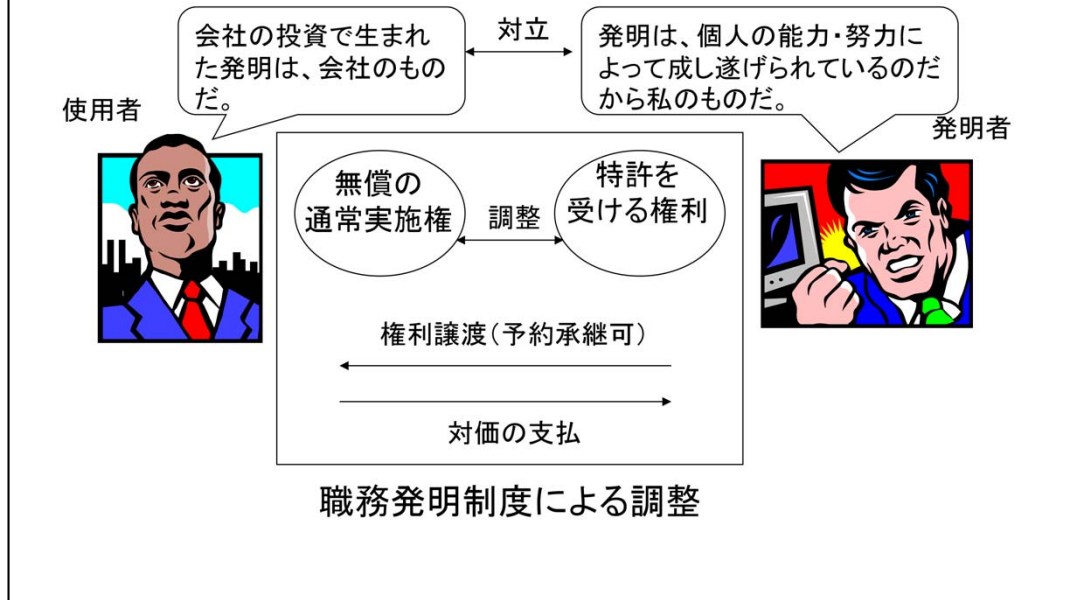 会社の投資で生まれ
た発明は、会社のもの
だ。
対立
発明は、個人の能力・努力に
よって成し遂げられているのだ
から私のものだ。
使用者
発明者
無償の
通常実施権
調整
特許を
受ける権利
権利譲渡(予約承継可)
対価の支払
職務発明制度による調整